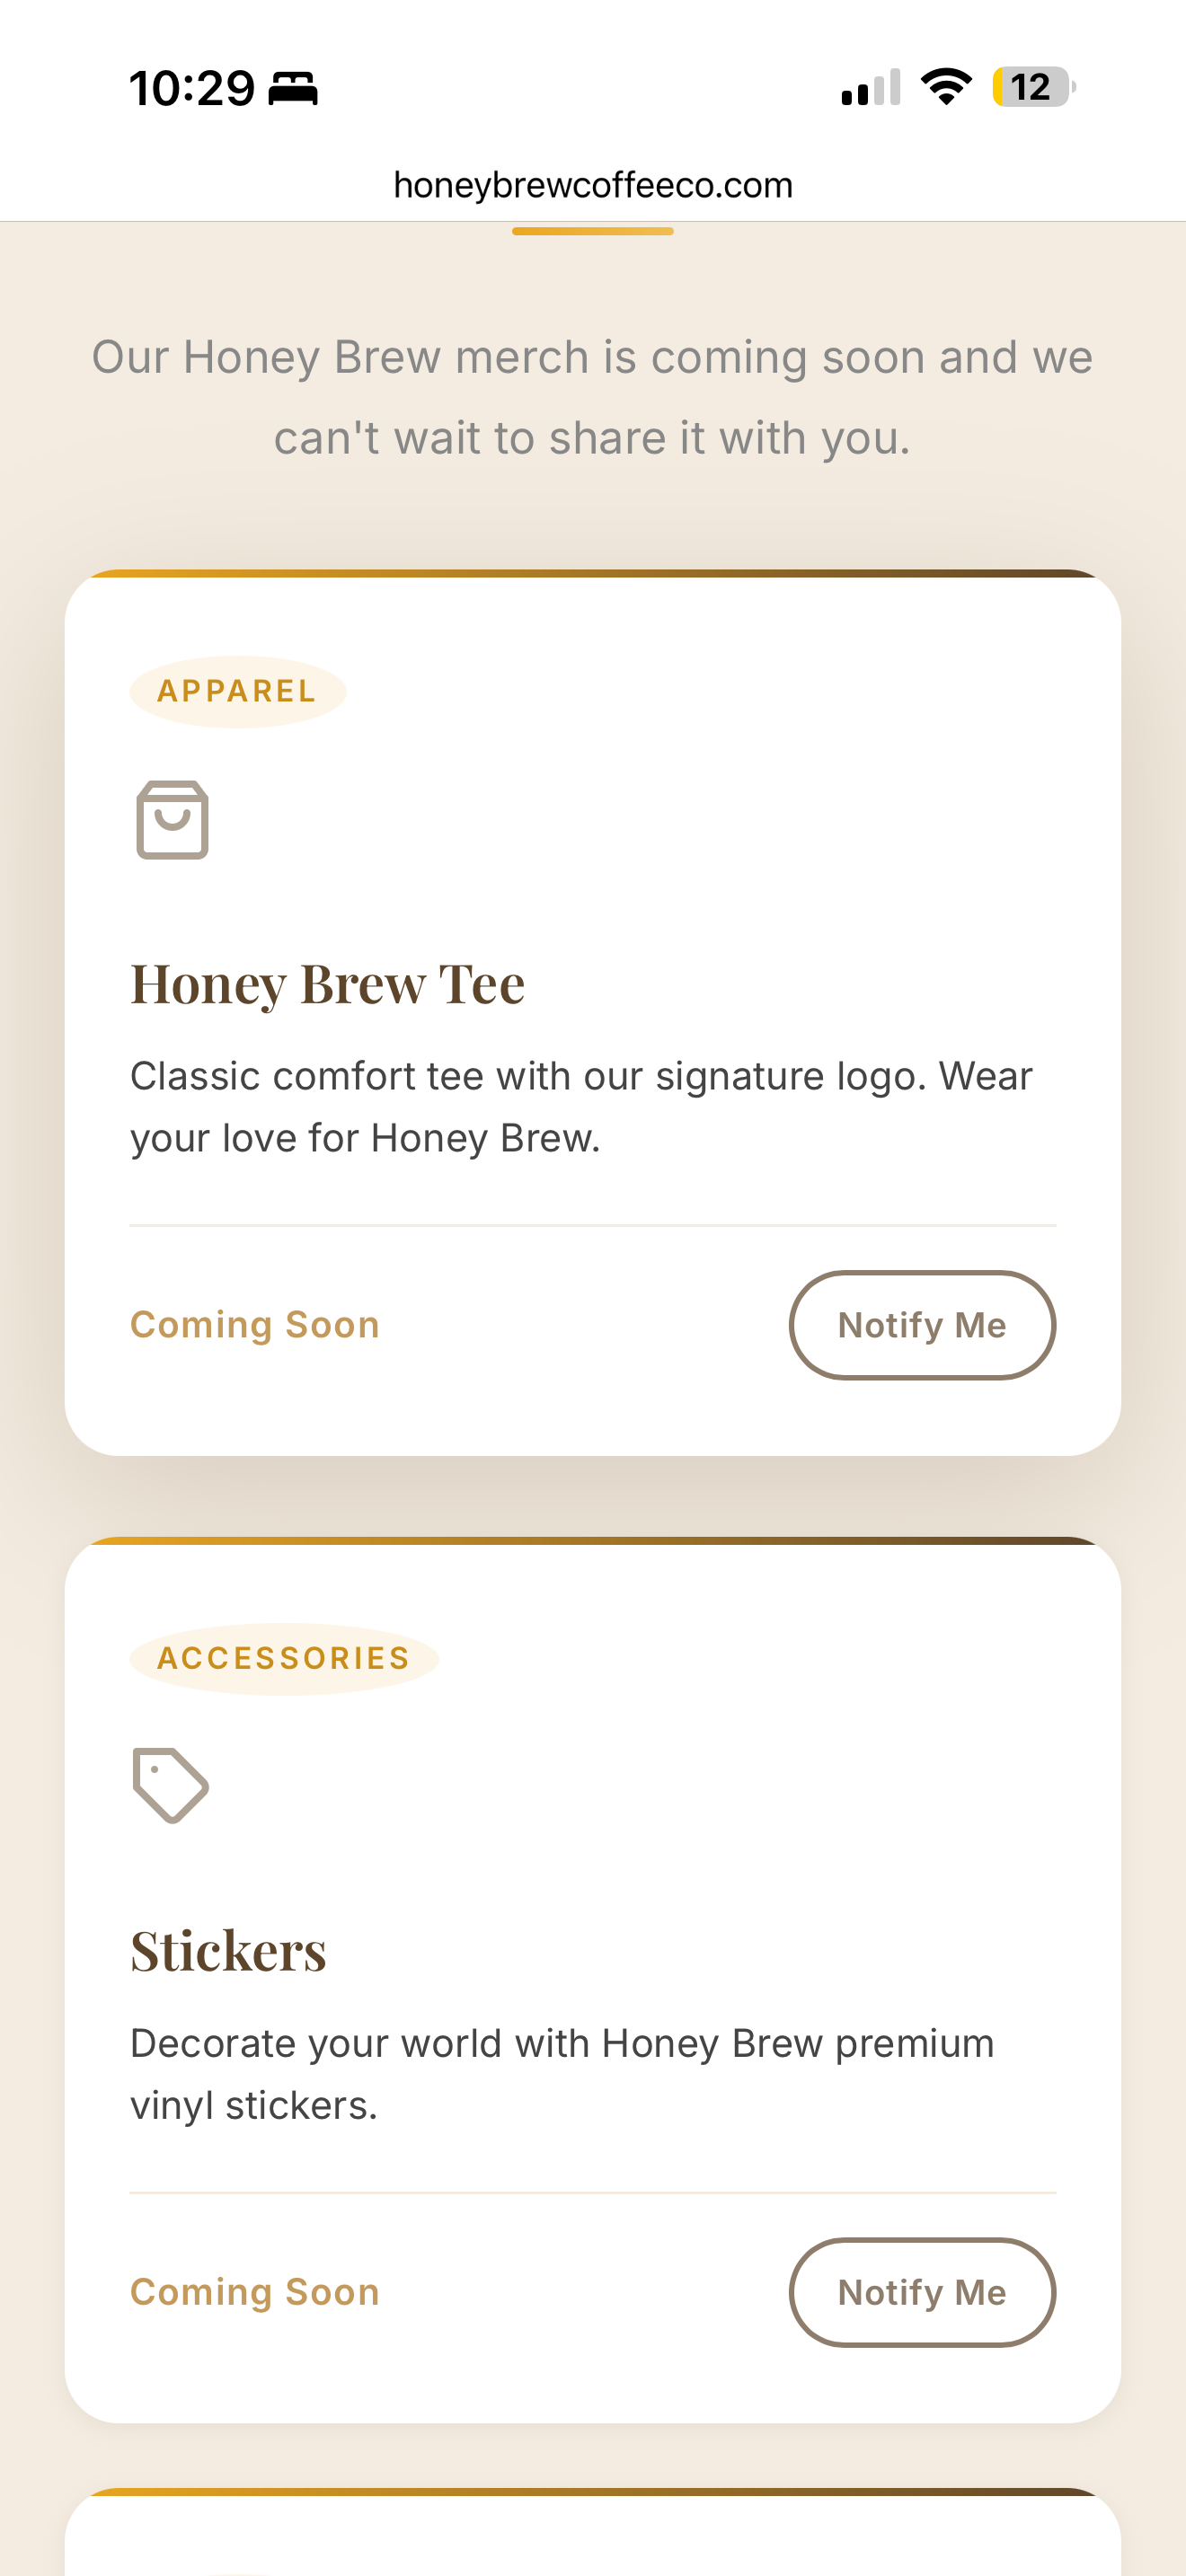 10:29
12
honeybrewcoffeeco.com
Our Honey Brew merch is coming soon and we
can't wait to share it with you.
APPAREL
Honey Brew Tee
Classic comfort tee with our signature logo. Wear
your love for Honey Brew.
Coming Soon
Notify Me
ACCESSORIES
Stickers
Decorate your world with Honey Brew premium
vinyl stickers.
Coming Soon
Notify Me